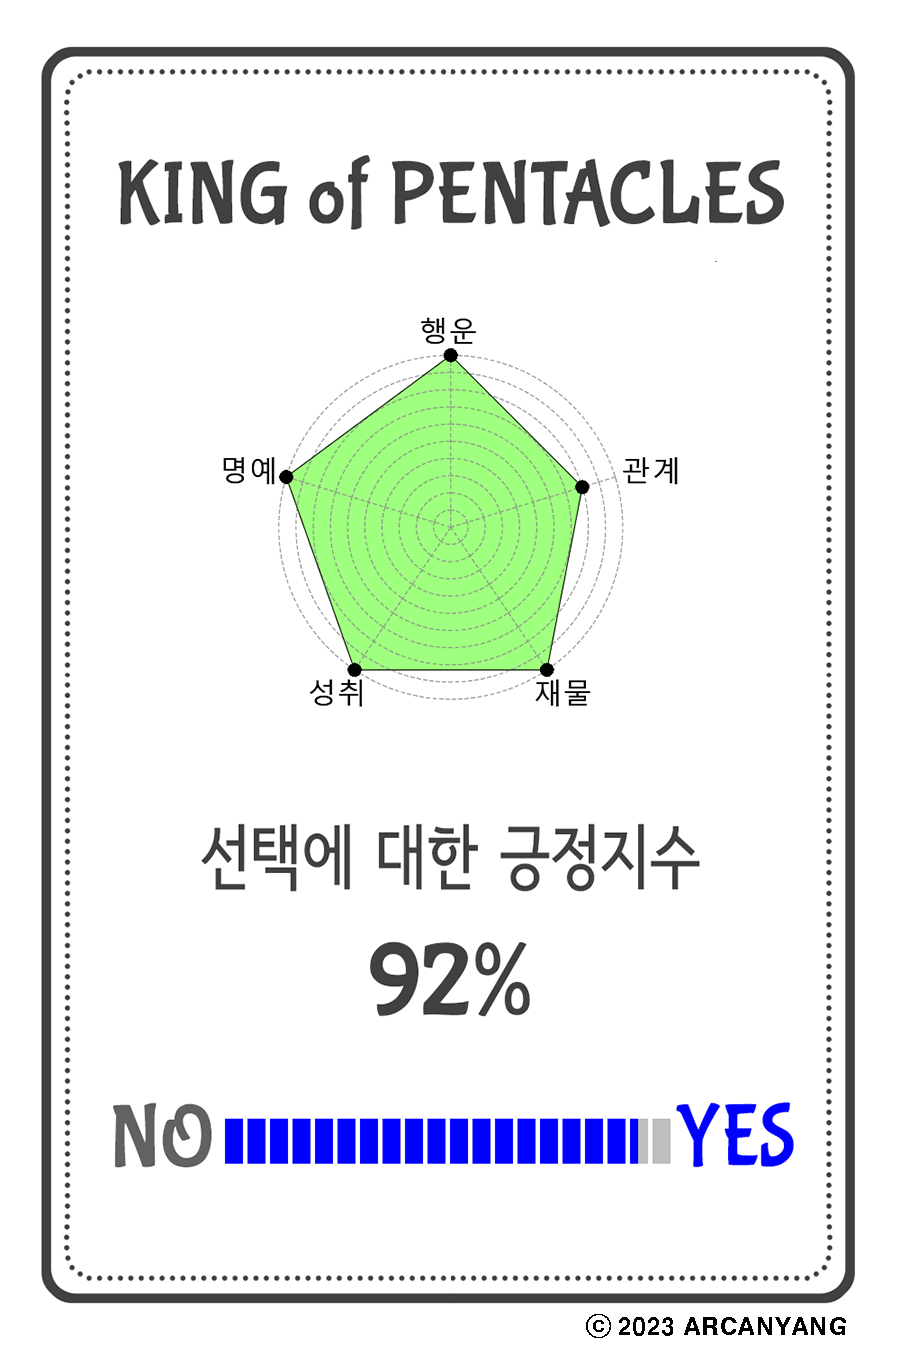 KING of PENTACLES
행운
명예
관계
성취
재물
선택에 대한 긍정지수
92%
NO YES
© 2023 ARCANYANG